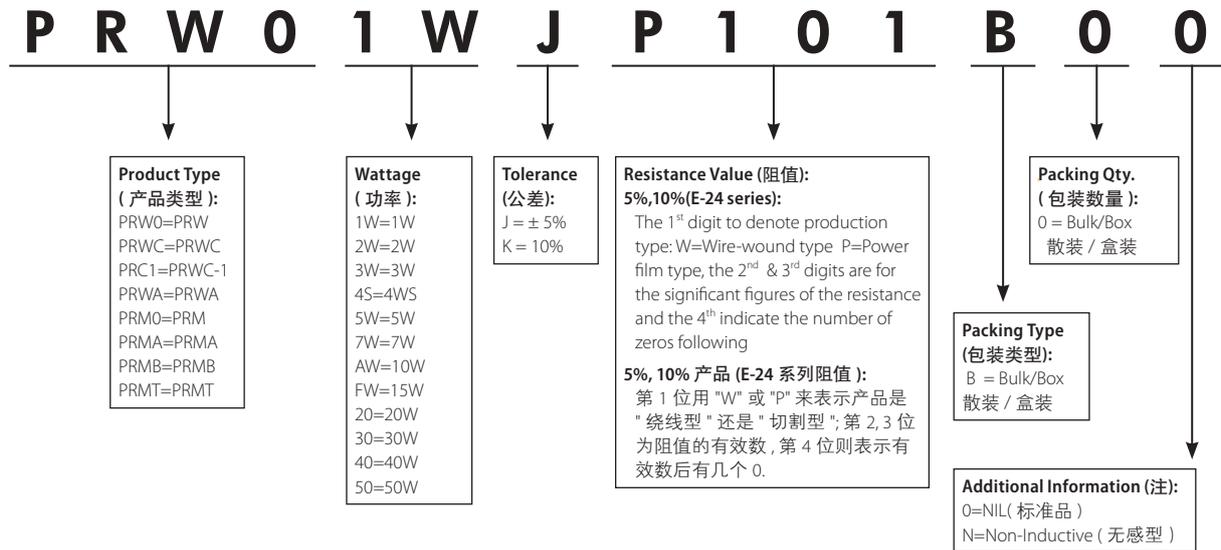 P R W 0 1 W J P 1 0 1 B 0 0
Product Type
( 产品类型 ):
PRW0=PRW
PRWC=PRWC
PRC1=PRWC-1
PRWA=PRWA
PRM0=PRM
PRMA=PRMA
PRMB=PRMB
PRMT=PRMT
Wattage
( 功率 ):
1W=1W
2W=2W
3W=3W
4S=4WS
5W=5W
7W=7W
AW=10W
FW=15W
20=20W
30=30W
40=40W
50=50W
Tolerance
(公差):
J = ± 5%
K = 10%
Resistance Value (阻值):
5%,10%(E-24 series):
The 1st digit to denote production
type: W=Wire-wound type P=Power
film type, the 2nd & 3rd digits are for
the significant figures of the resistance
and the 4th indicate the number of
zeros following
5%, 10% 产品 (E-24 系列阻值 ):
第 1 位用 "W" 或 "P" 来表示产品是
" 绕线型 " 还是 " 切割型 "; 第 2, 3 位
为阻值的有效数 , 第 4 位则表示有
效数后有几个 0.
Packing Qty.
( 包装数量 ):
0 = Bulk/Box
散装 / 盒装
Packing Type
(包装类型):
B = Bulk/Box
散装 / 盒装
Additional Information (注):
0=NIL( 标准品 )
N=Non-Inductive ( 无感型 )